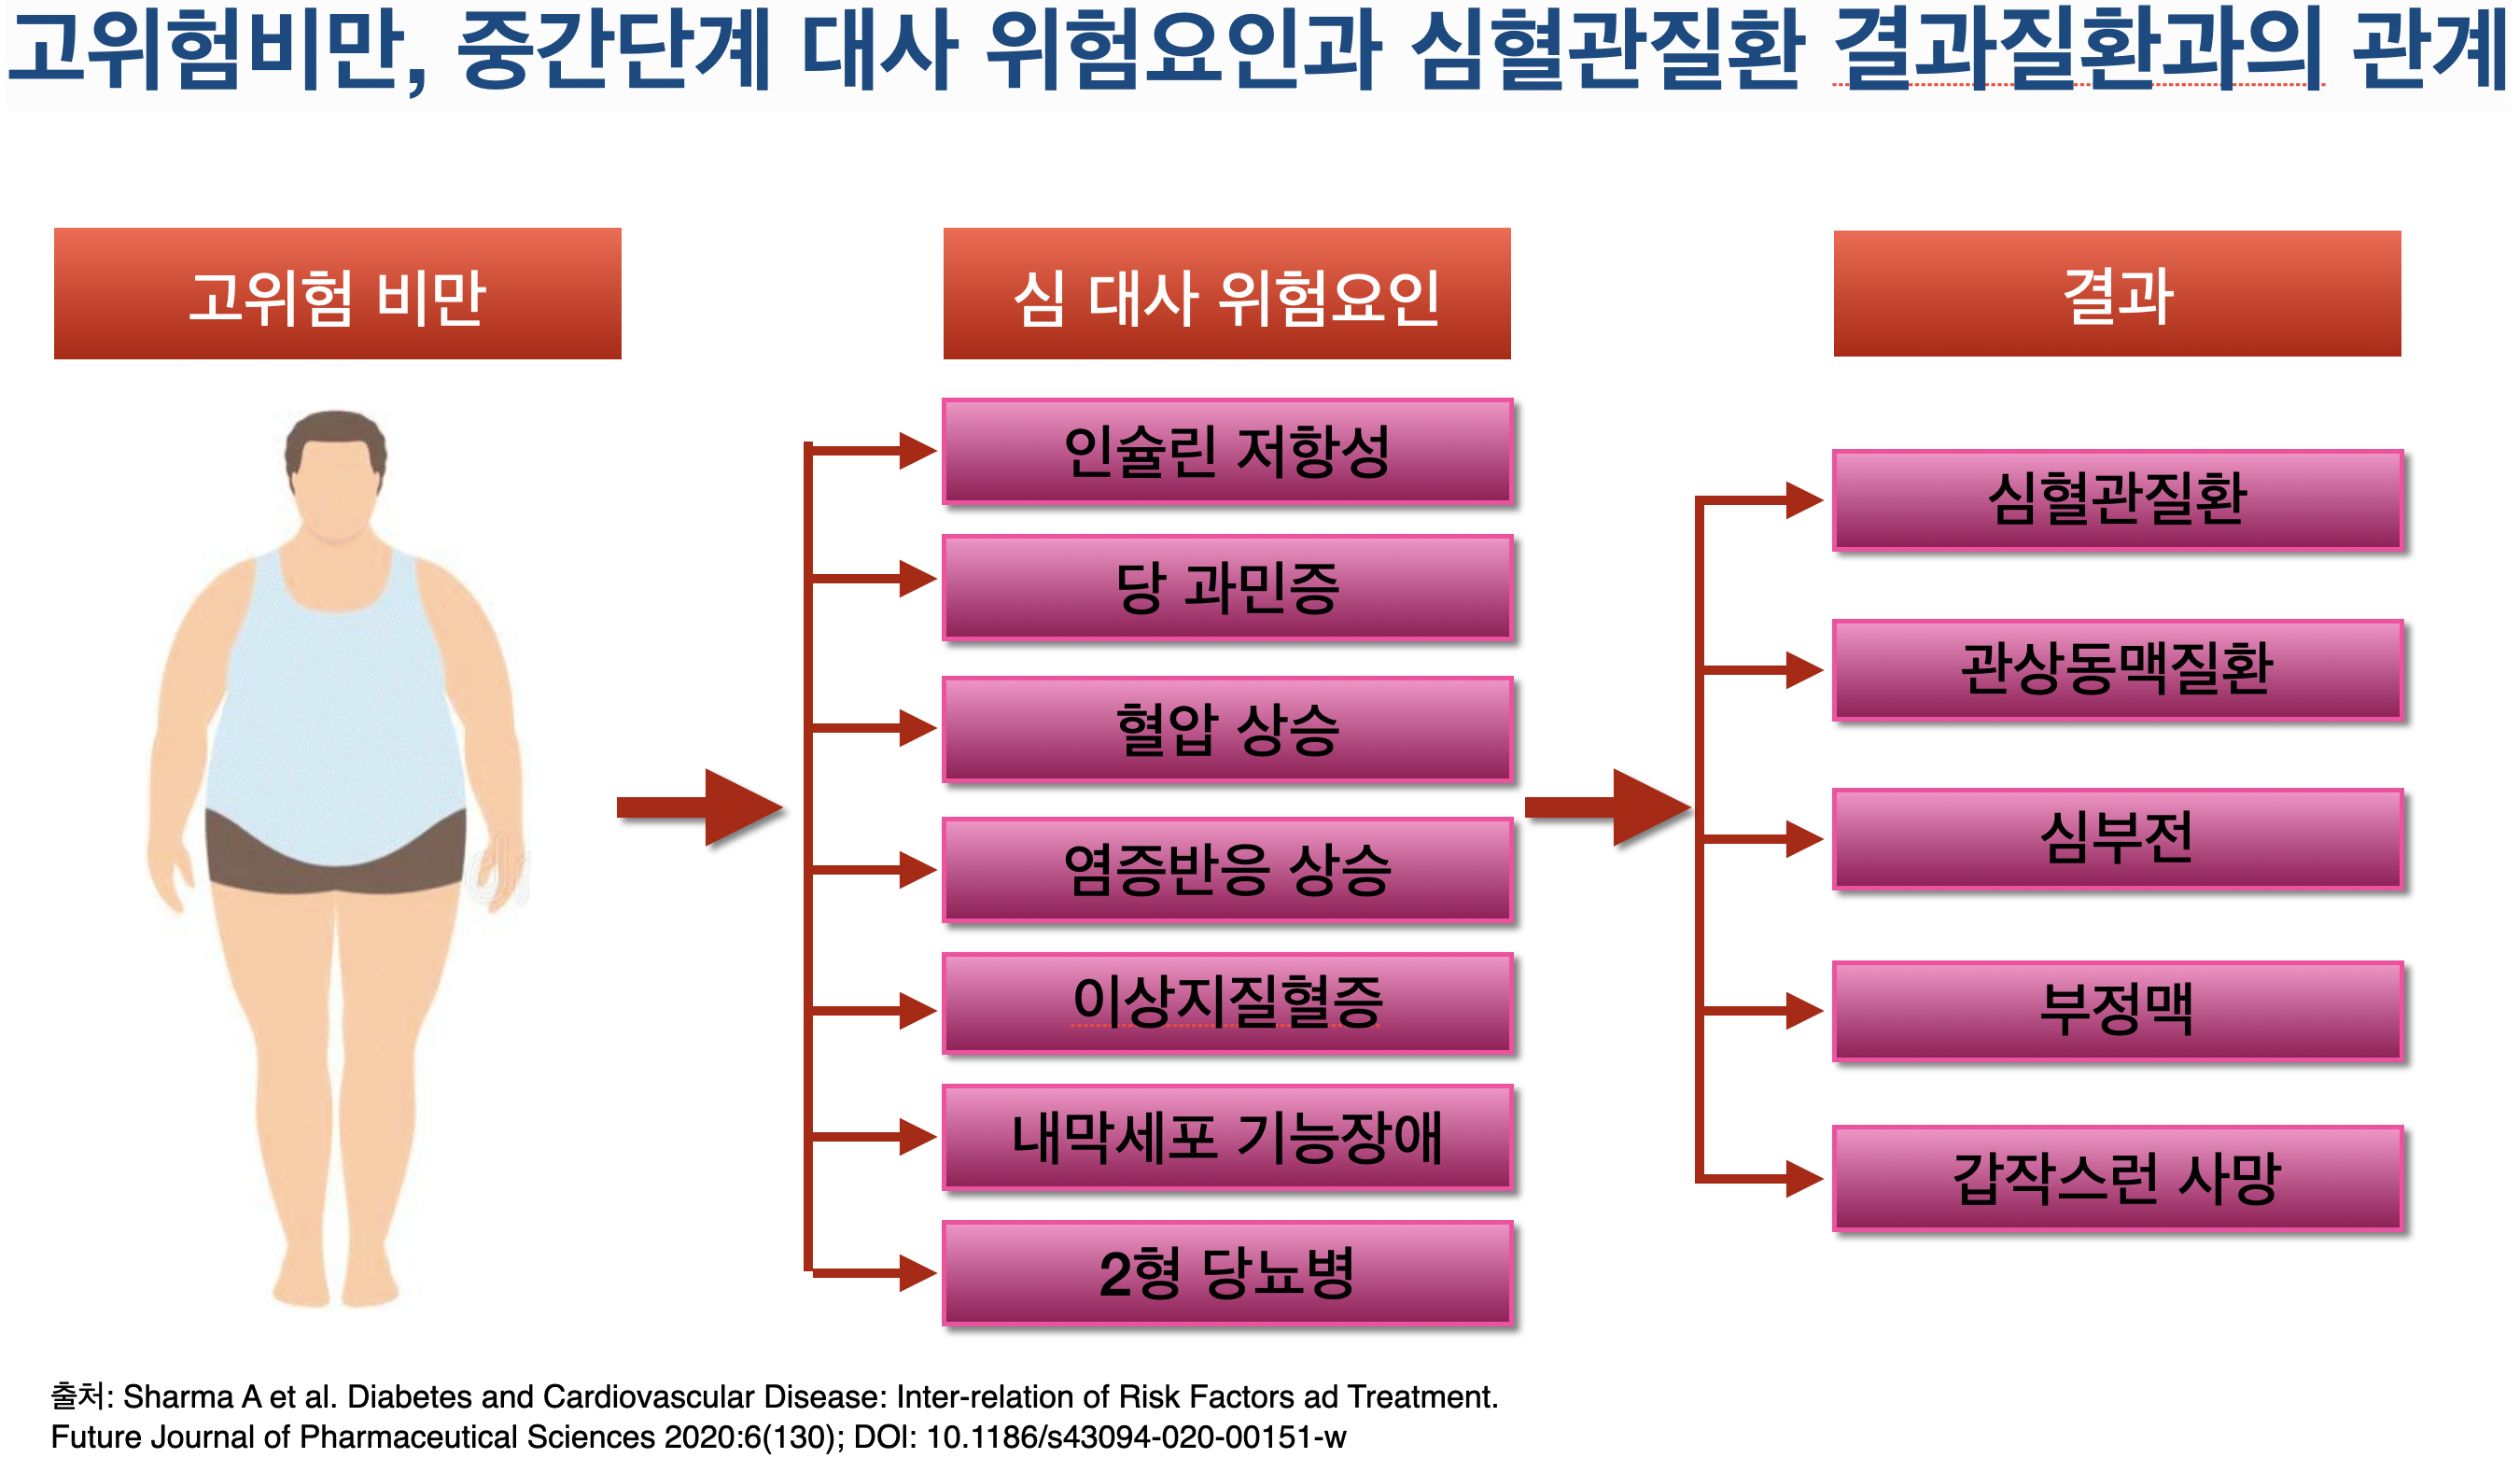 고위험비만, 중간단계 대사 위험요인과 심혈관질환 결과질환과의 관계
고위험 비만
심 대사 위험요인
결과
인슐린 저항성
당 과민증
혈압 상승
염증반응 상승
이상지질혈증
내막세포 기능장애
2형 당뇨병
심혈관질환
관상동맥질환
심부전
부정맥
갑작스런 사망
출처: Sharma A et al. Diabetes and Cardiovascular Disease: Inter-relation of Risk Factors ad Treatment.
Future Journal of Pharmaceutical Sciences 2020:6(130); DOI: 10.1186/s43094-020-00151-w